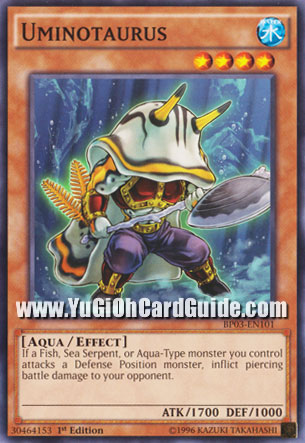 UMINOTAURUS
水
www.YuGiOhCardGuide.com
BP03-EN101
[AQUA / EFFECT]
If a Fish, Sea Serpent, or Aqua-Type monster you control
attacks a Defense Position monster, inflict piercing
battle damage to your opponent.
ATK/1700 DEF/1000
30464153 1st Edition ©1996 KAZUKI TAKAHASHI